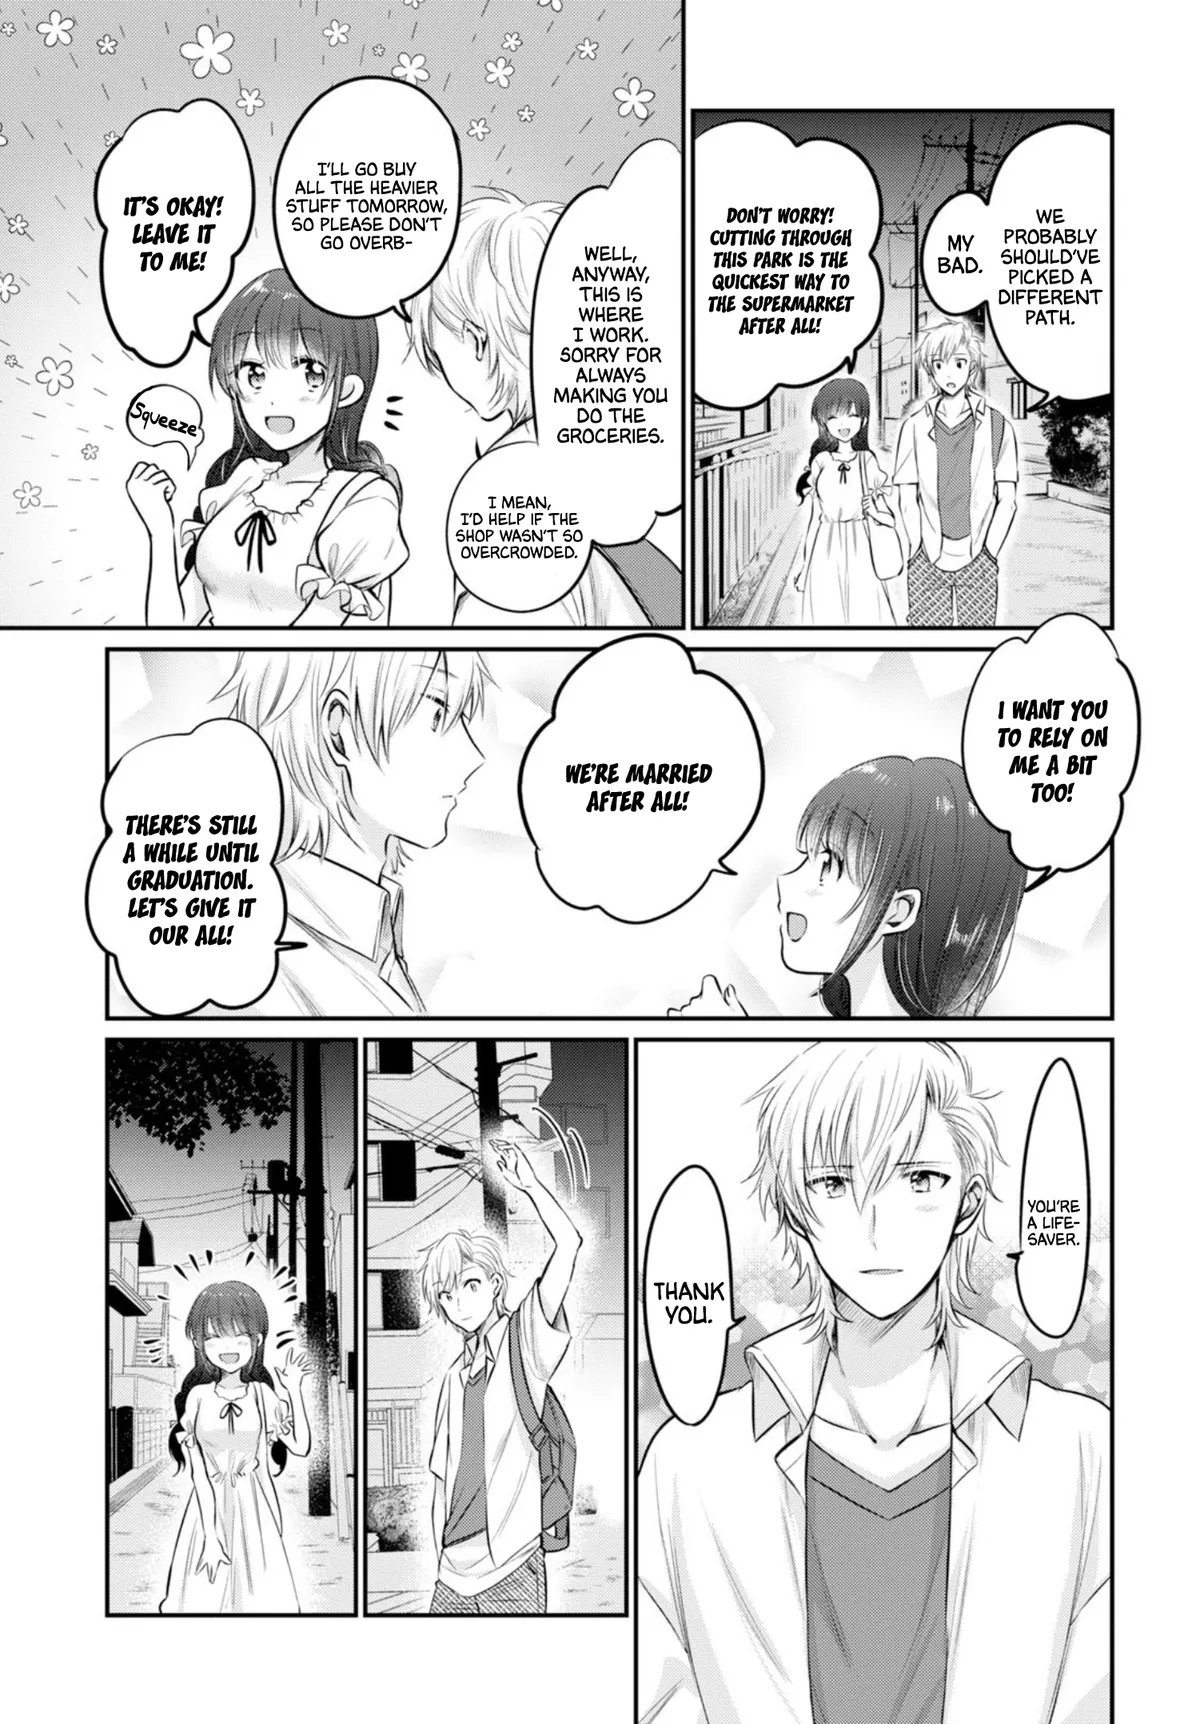 WE
PROBABLY
SHOULD'VE
PICKED A
DIFFERENT
PATH.
MY
BAD.
DON'T WORRY!
CUTTING THROUGH
THIS PARK IS THE
QUICKEST WAY TO
THE SUPERMARKET
AFTER ALL!
WELL,
ANYWAY,
THIS IS
WHERE
I WORK.
SORRY FOR
ALWAYS
MAKING YOU
DO THE
GROCERIES.
I MEAN,
I'D HELP IF THE
SHOP WASN'T SO
OVERCROWDED.
I'LL GO BUY
ALL THE HEAVIER
STUFF TOMORROW,
SO PLEASE DON'T
GO OVERB-
IT'S OKAY!
LEAVE IT
TO ME!
Squeeze
I WANT YOU
TO RELY ON
ME A BIT
TOO!
WE'RE MARRIED
AFTER ALL!
THERE'S STILL
A WHILE UNTIL
GRADUATION.
LET'S GIVE IT
OUR ALL!
YOU'RE
A LIFE-
SAVER.
THANK
YOU.